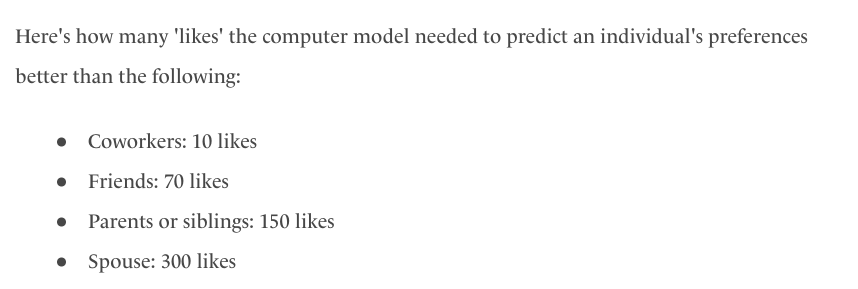 Here's how many 'likes' the computer model needed to predict an individual's preferences
better than the following:
● Coworkers: 10 likes
● Friends: 70 likes
● Parents or siblings: 150 likes
● Spouse: 300 likes